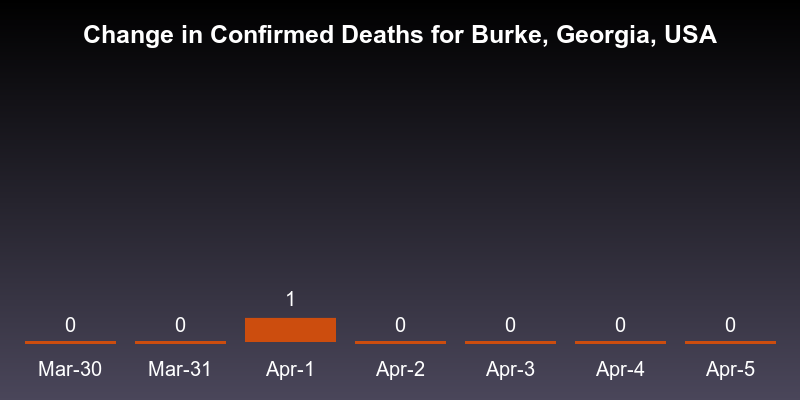 Change in Confirmed Deaths for Burke, Georgia, USA
1
0 0 0 0 0 0
Mar-30 Mar-31 Apr-1 Apr-2 Apr-3 Apr-4 Apr-5